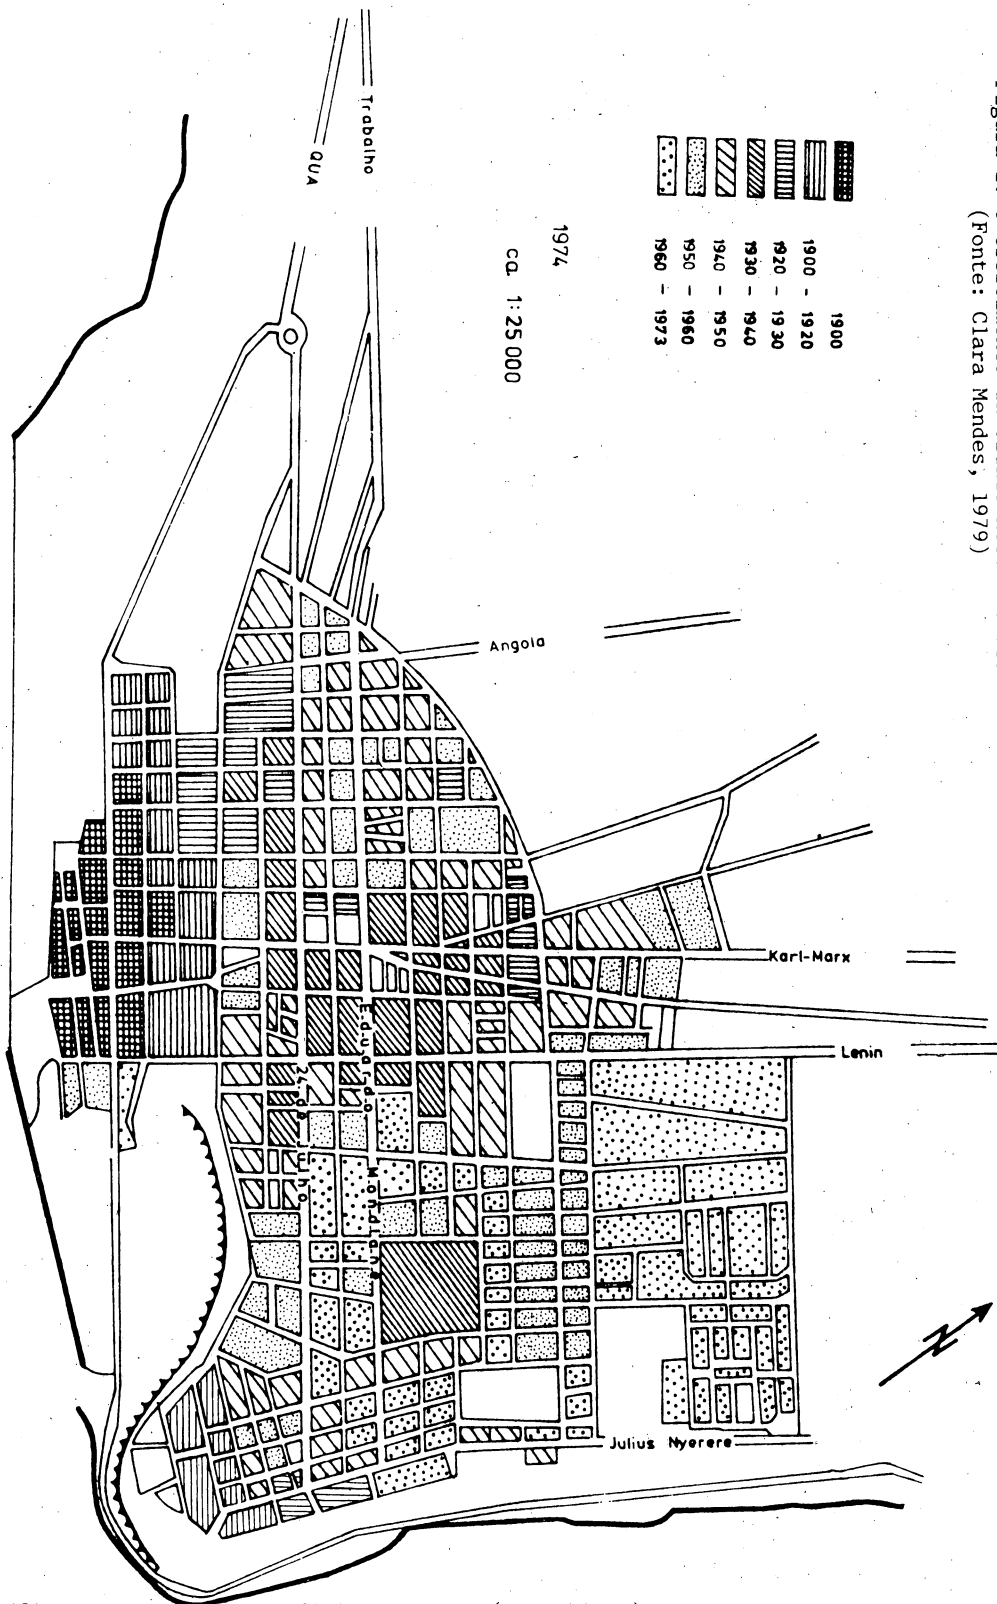 (Fonte: Clara Mendes, 1979)
1900
1900 - 1920
1920 - 1930
1930 - 1940
1940 - 1950
1950 - 1960
1960 - 1973
1974
ca 1:25 000
Trabalho
QUA
Angola
Karl-Marx
Lenin
Eduardo Mondlane
24 de Julho
Julius Nyerere
N